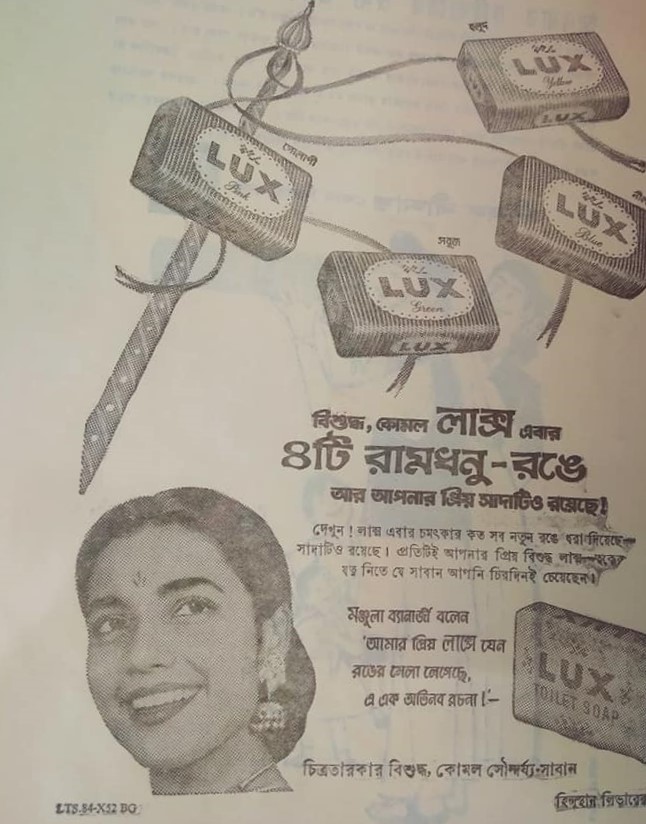 হলুদ
LUX
Yellow
LUX
গোলাপী
LUX
Pink
LUX
Blue
LUX
সবুজ
LUX
Green
LUX
বিশুদ্ধ, কোমল লাক্স এবার
৪টি রামধনু-রঙে
আর আপনার প্রিয় সাদাটিও রয়েছে!
দেখুন! লাক্স এবার চমৎকার কত সব নতুন রঙে ধরা দিয়েছে—
সাদাটিও রয়েছে। প্রতিটিই আপনার প্রিয় বিশুদ্ধ লাক্স
যত্ন নিতে যে সাবান আপনি চিরদিনই চেয়েছেন।
মঞ্জুলা ব্যানার্জী বলেন
'আমার প্রিয় লাক্সে যেন
রঙের মেলা লেগেছে,
এ এক অভিনব রচনা!'—
LUX
TOILET SOAP
চিত্রতারকার বিশুদ্ধ, কোমল সৌন্দর্য্য-সাবান
LTS.84-X52 BG
হিন্দুস্থান লিভারের